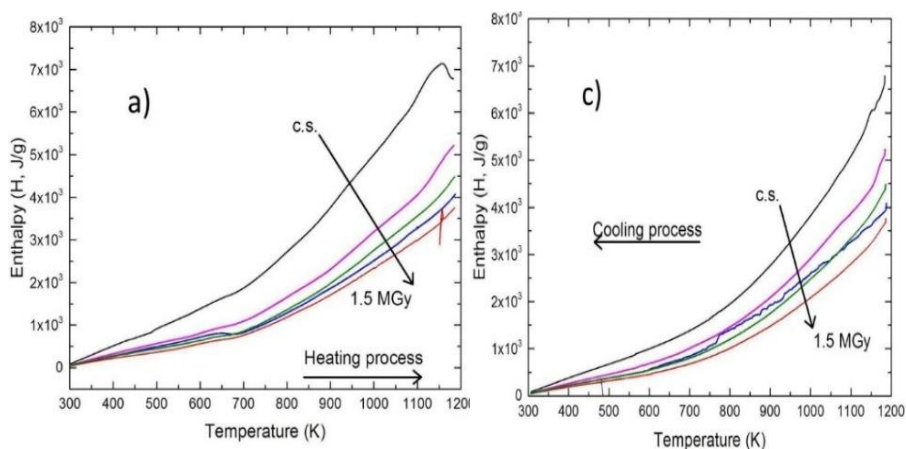 a)
c.s.
1.5 MGy
Heating process
Enthalpy (H, J/g)
8x10³
7x10³
6x10³
5x10³
4x10³
3x10³
2x10³
1x10³
0
300 400 500 600 700 800 900 1000 1100 120
Temperature (K)
c)
c.s.
Cooling process
1.5 MGy
Enthalpy (H, J/g)
8x10³
7x10³
6x10³
5x10³
4x10³
3x10³
2x10³
1x10³
0
300 400 500 600 700 800 900 1000 1100 1200
Temperature (K)